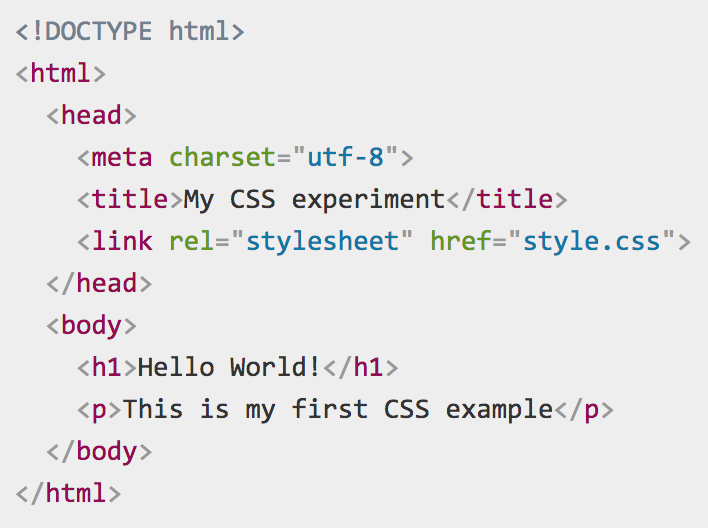 <!DOCTYPE html>
<html>
  <head>
    <meta charset="utf-8">
    <title>My CSS experiment</title>
    <link rel="stylesheet" href="style.css">
  </head>
  <body>
    <h1>Hello World!</h1>
    <p>This is my first CSS example</p>
  </body>
</html>